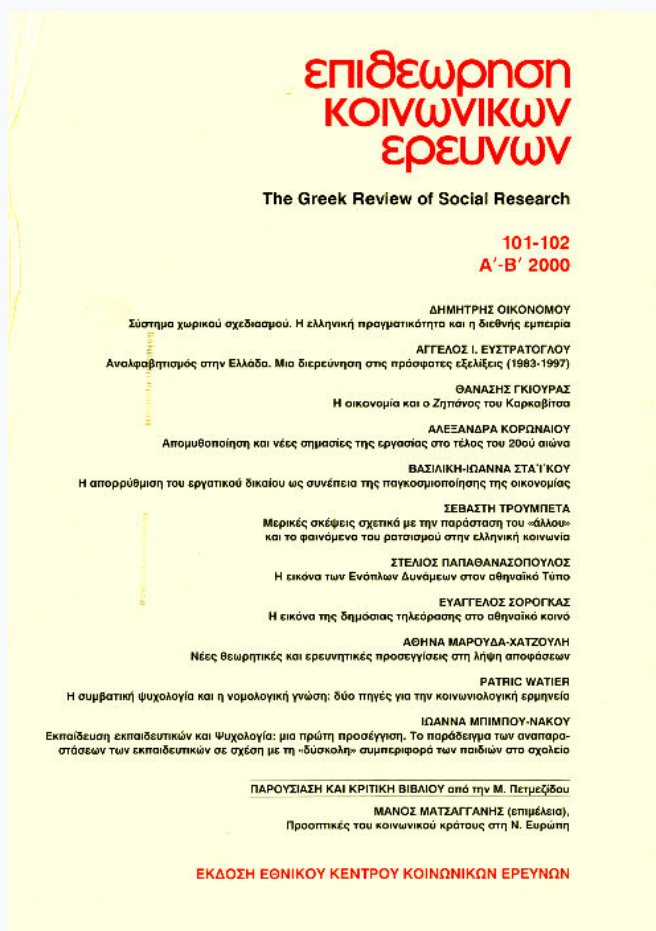 επιθεωρηση
κοινωνικων
ερευνων
The Greek Review of Social Research
101-102
Α΄-Β΄ 2000
ΔΗΜΗΤΡΗΣ ΟΙΚΟΝΟΜΟΥ
Σύστημα χωρικού σχεδιασμού. Η ελληνική πραγματικότητα και η διεθνής εμπειρία
ΑΓΓΕΛΟΣ Ι. ΕΥΣΤΡΑΤΟΓΛΟΥ
Αναλφαβητισμός στην Ελλάδα. Μια διερεύνηση στις πρόσφατες εξελίξεις (1983-1997)
ΘΑΝΑΣΗΣ ΓΚΙΟΥΡΑΣ
Η οικονομία και ο Ζητιάνος του Καρκαβίτσα
ΑΛΕΞΑΝΔΡΑ ΚΟΡΩΝΑΙΟΥ
Απομυθοποίηση και νέες σημασίες της εργασίας στο τέλος του 20ού αιώνα
ΒΑΣΙΛΙΚΗ-ΙΩΑΝΝΑ ΣΤΑ΄Ι΄ΚΟΥ
Η απορρύθμιση του εργατικού δικαίου ως συνέπεια της παγκοσμιοποίησης της οικονομίας
ΣΕΒΑΣΤΗ ΤΡΟΥΜΠΕΤΑ
Μερικές σκέψεις σχετικά με την παράσταση του «άλλου»
και το φαινόμενο του ρατσισμού στην ελληνική κοινωνία
ΣΤΕΛΙΟΣ ΠΑΠΑΘΑΝΑΣΟΠΟΥΛΟΣ
Η εικόνα των Ενόπλων Δυνάμεων στον αθηναϊκό Τύπο
ΕΥΑΓΓΕΛΟΣ ΣΟΡΟΓΚΑΣ
Η εικόνα της δημόσιας τηλεόρασης στο αθηναϊκό κοινό
ΑΘΗΝΑ ΜΑΡΟΥΔΑ-ΧΑΤΖΟΥΛΗ
Νέες θεωρητικές και ερευνητικές προσεγγίσεις στη λήψη αποφάσεων
PATRIC WATIER
Η συμβατική ψυχολογία και η νομολογική γνώση: δύο πηγές για την κοινωνιολογική ερμηνεία
ΙΩΑΝΝΑ ΜΠΙΜΠΟΥ-ΝΑΚΟΥ
Εκπαίδευση εκπαιδευτικών και Ψυχολογία: μια πρώτη προσέγγιση. Το παράδειγμα των αναπαρα-
στάσεων των εκπαιδευτικών σε σχέση με τη «δύσκολη» συμπεριφορά των παιδιών στο σχολείο
ΠΑΡΟΥΣΙΑΣΗ ΚΑΙ ΚΡΙΤΙΚΗ ΒΙΒΛΙΟΥ από την Μ. Πετμεζίδου
ΜΑΝΟΣ ΜΑΤΣΑΓΓΑΝΗΣ (επιμέλεια),
Προοπτικές του κοινωνικού κράτους στη Ν. Ευρώπη
ΕΚΔΟΣΗ ΕΘΝΙΚΟΥ ΚΕΝΤΡΟΥ ΚΟΙΝΩΝΙΚΩΝ ΕΡΕΥΝΩΝ